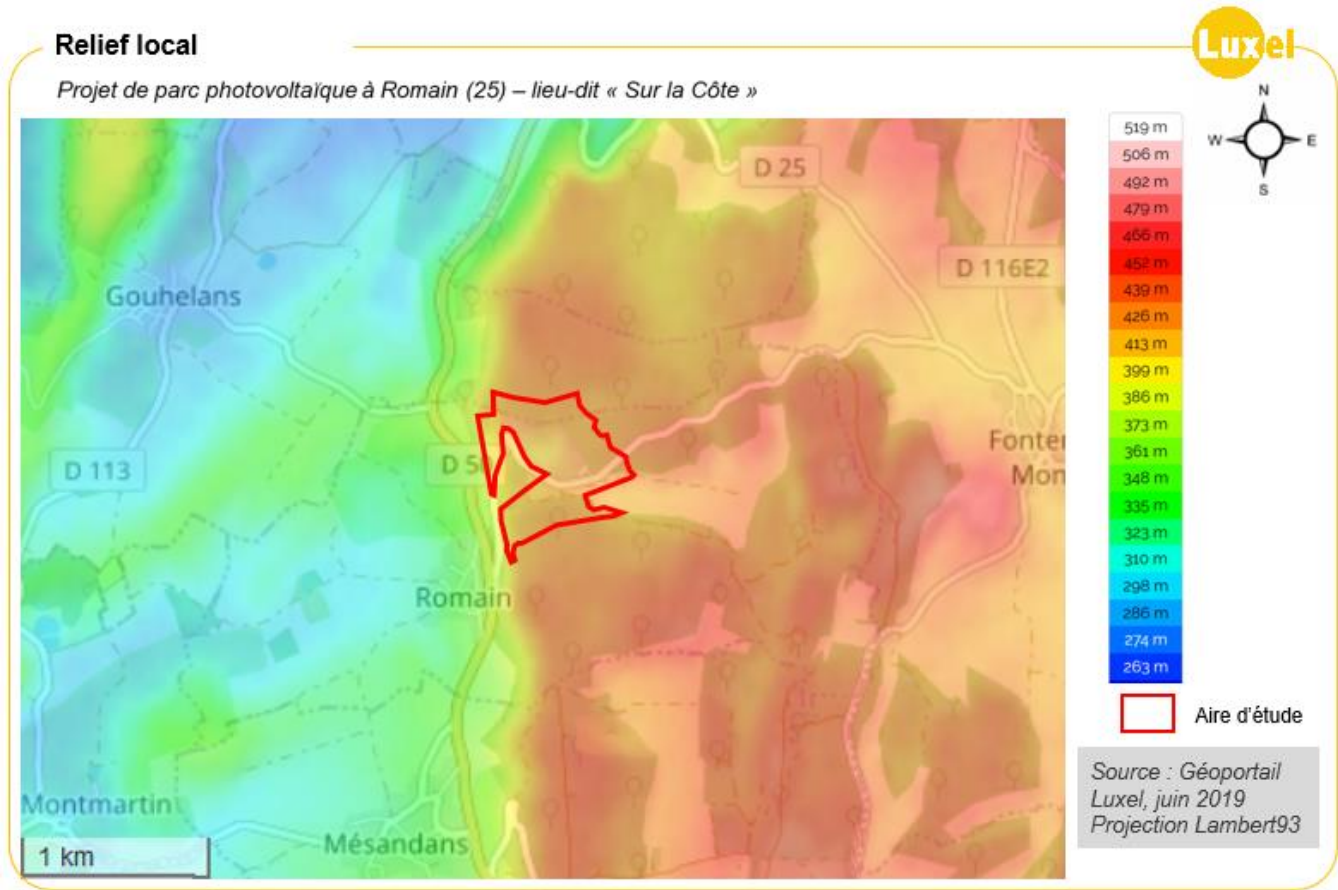 Relief local
Luxel
Projet de parc photovoltaïque à Romain (25) – lieu-dit « Sur la Côte »
N
W
E
S
D 25
D 116E2
Gouhelans
D 113
D 5
Romain
Montmartin
Mésandans
1 km
519 m
506 m
492 m
479 m
466 m
452 m
439 m
426 m
413 m
399 m
386 m
373 m
361 m
348 m
335 m
323 m
310 m
298 m
286 m
274 m
263 m
Aire d'étude
Source : Géoportail
Luxel, juin 2019
Projection Lambert93